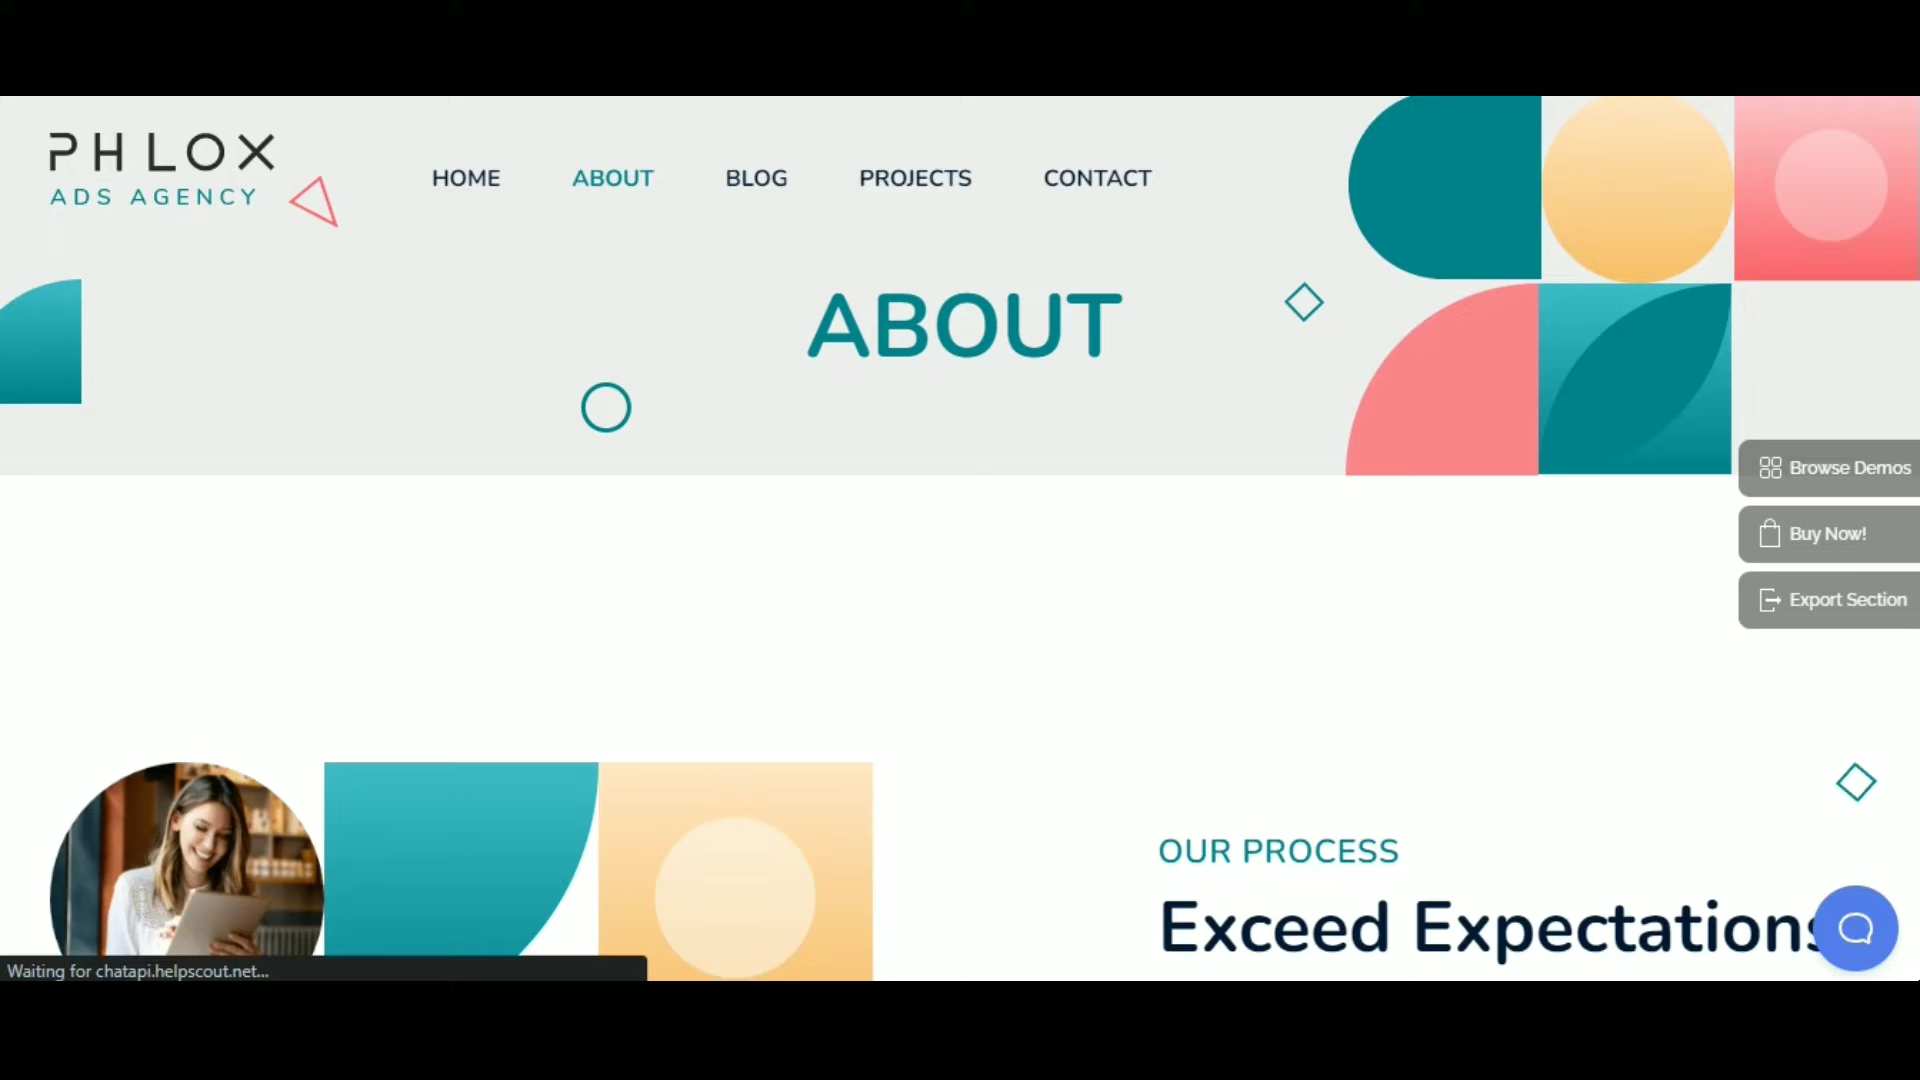 PHLOX
ADS AGENCY
HOME
ABOUT
BLOG
PROJECTS
CONTACT
ABOUT
Browse Demos
Buy Now!
Export Section
OUR PROCESS
Exceed Expectations
Waiting for chatapi.helpscout.net...